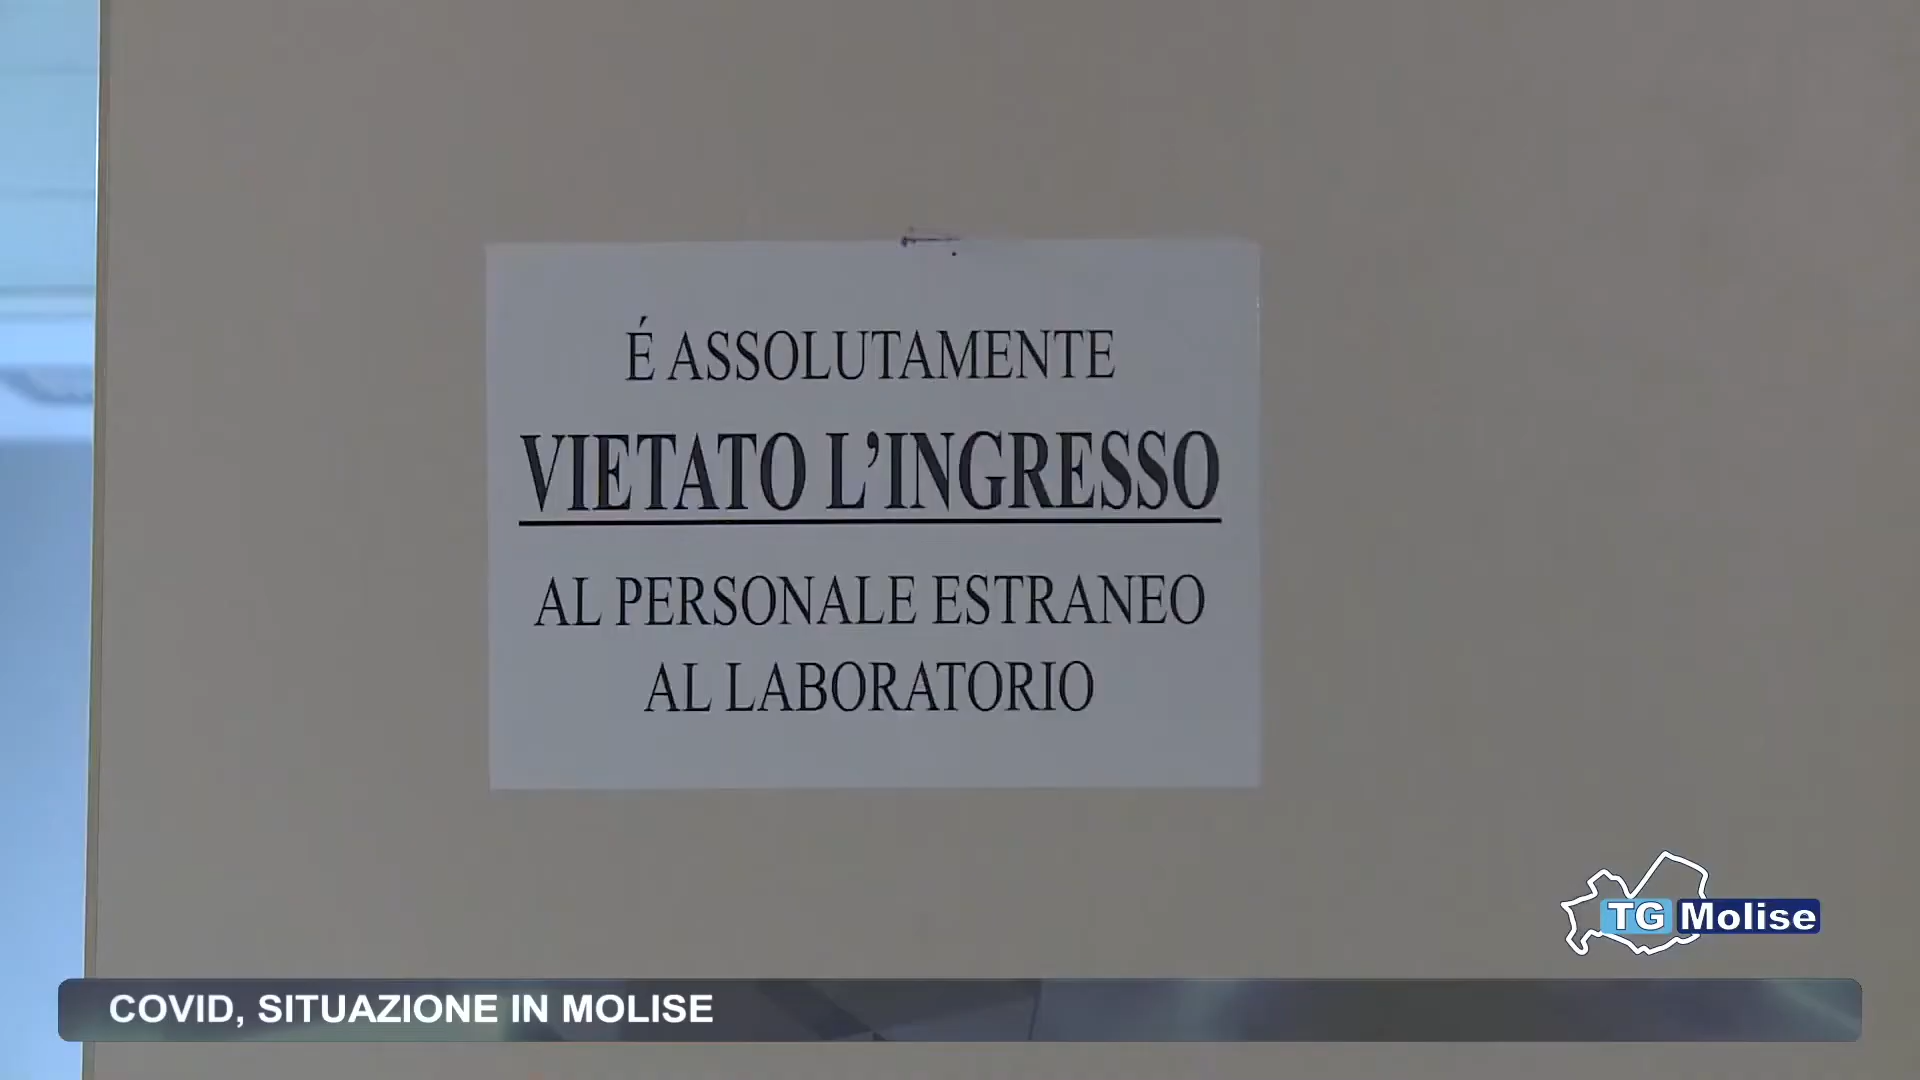 É ASSOLUTAMENTE
VIETATO L'INGRESSO
AL PERSONALE ESTRANEO
AL LABORATORIO
TG Molise
COVID, SITUAZIONE IN MOLISE